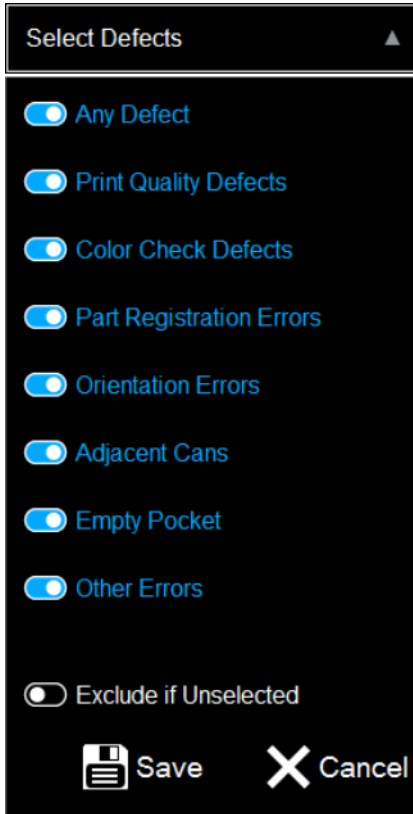 Select Defects
Any Defect
Print Quality Defects
Color Check Defects
Part Registration Errors
Orientation Errors
Adjacent Cans
Empty Pocket
Other Errors
Exclude if Unselected
Save Cancel